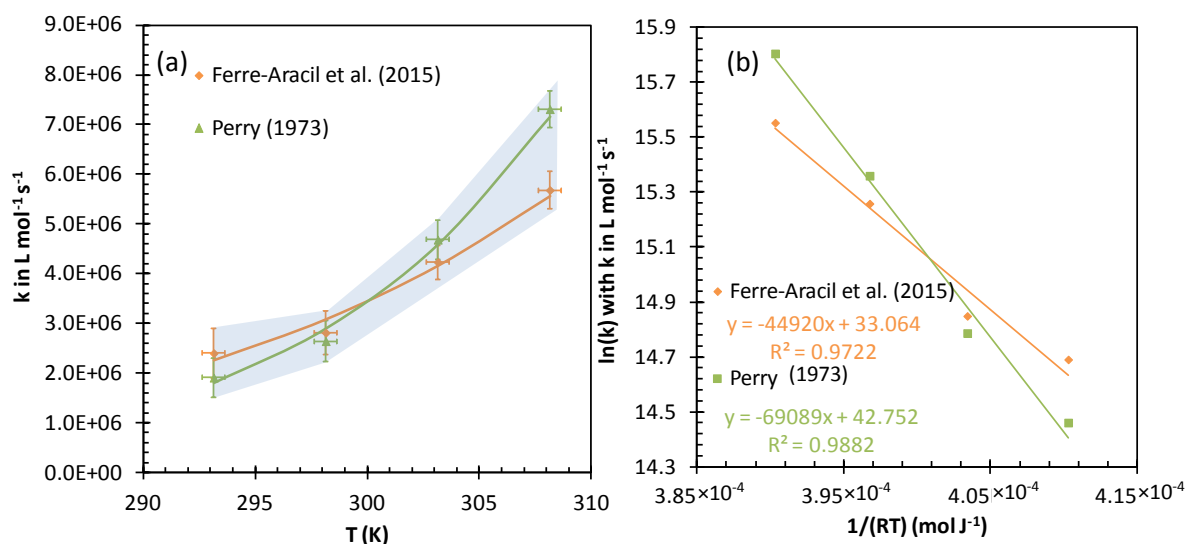 (a)
Ferre-Aracil et al. (2015)
Perry (1973)
k in L mol⁻¹ s⁻¹
9.0E+06
8.0E+06
7.0E+06
6.0E+06
5.0E+06
4.0E+06
3.0E+06
2.0E+06
1.0E+06
0.0E+00
290
295
300
305
310
T (K)
(b)
ln(k) with k in L mol⁻¹ s⁻¹
15.9
15.7
15.5
15.3
15.1
14.9
14.7
14.5
14.3
Ferre-Aracil et al. (2015)
y = -44920x + 33.064
R² = 0.9722
Perry (1973)
y = -69089x + 42.752
R² = 0.9882
3.85×10⁻⁴
3.95×10⁻⁴
4.05×10⁻⁴
4.15×10⁻⁴
1/(RT) (mol J⁻¹)